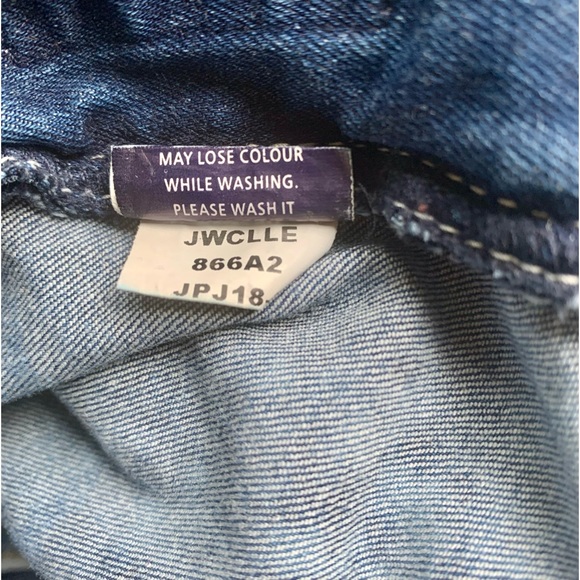 MAY LOSE COLOUR
WHILE WASHING.
PLEASE WASH IT
JWCLLE
866A2
JPJ18